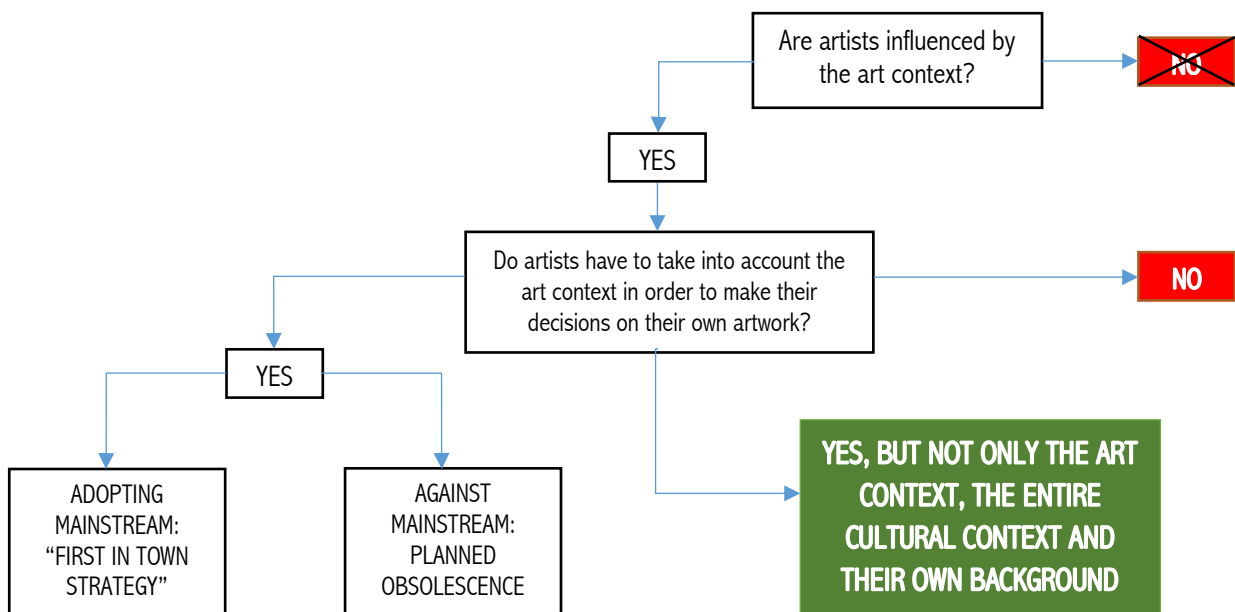 Are artists influenced by
the art context?
NO
YES
Do artists have to take into account the
art context in order to make their
decisions on their own artwork?
NO
YES
ADOPTING
MAINSTREAM:
“FIRST IN TOWN
STRATEGY”
AGAINST
MAINSTREAM:
PLANNED
OBSOLESCENCE
YES, BUT NOT ONLY THE ART
CONTEXT, THE ENTIRE
CULTURAL CONTEXT AND
THEIR OWN BACKGROUND